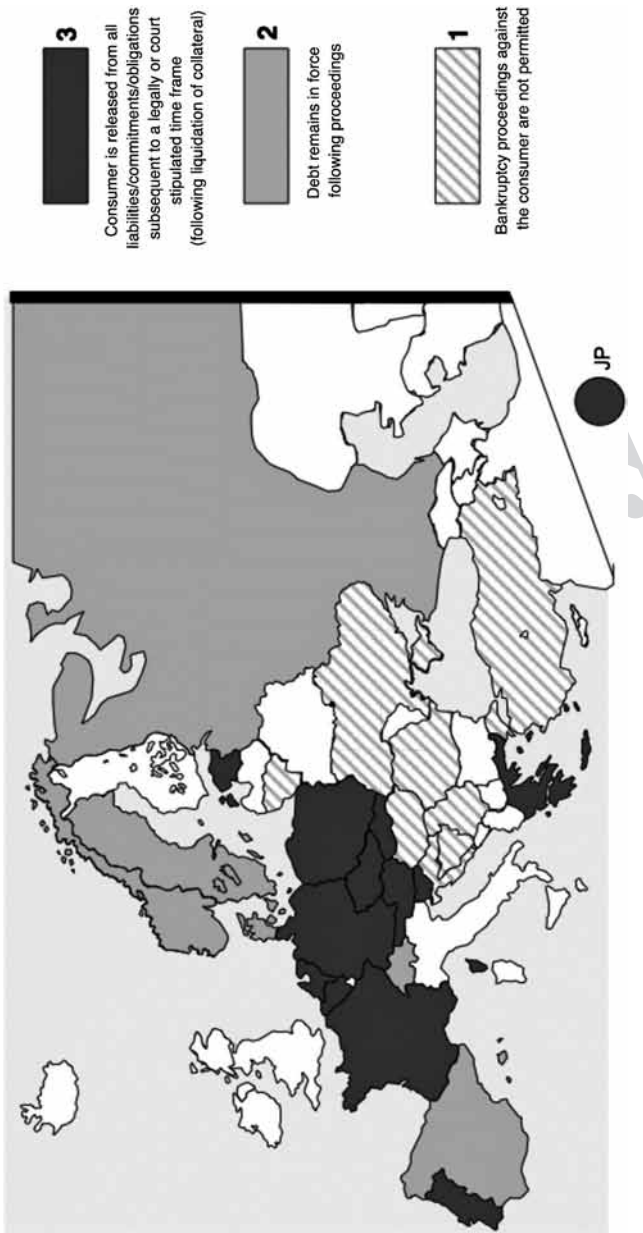 3
Consumer is released from all
liabilities/commitments/obligations
subsequent to a legally or court
stipulated time frame
(following liquidation of collateral)
2
Debt remains in force
following proceedings
1
Bankruptcy proceedings against
the consumer are not permitted
JP